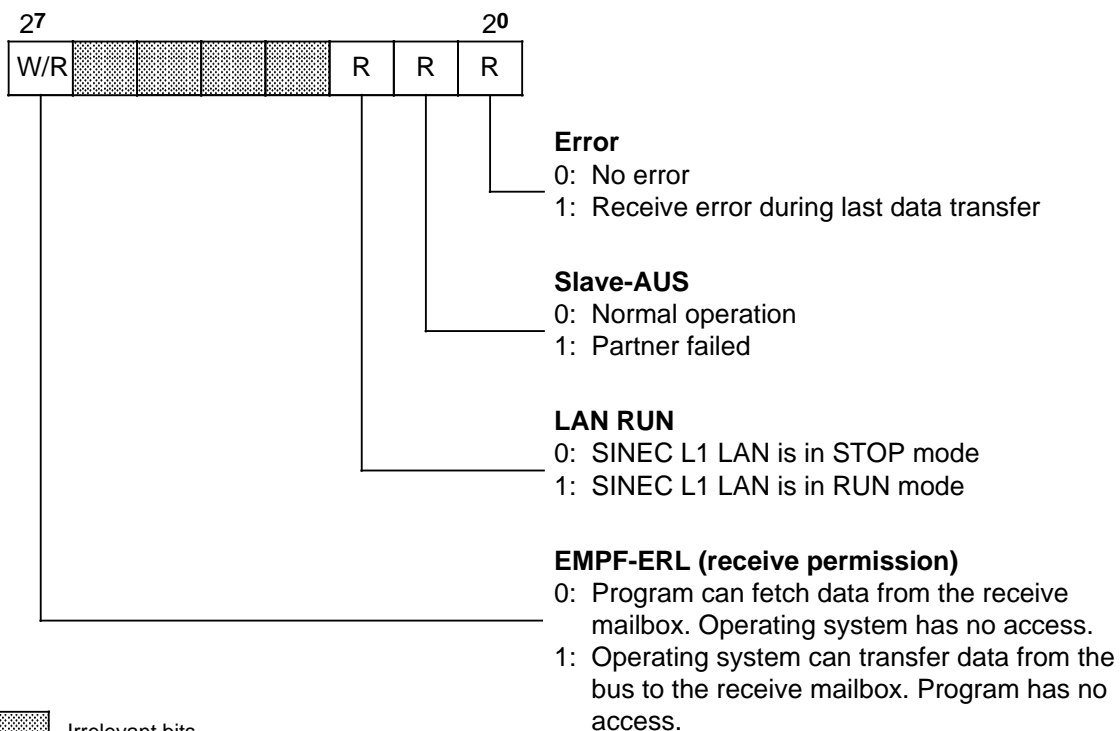 27 20
W/R R R R
Error
0: No error
1: Receive error during last data transfer
Slave-AUS
0: Normal operation
1: Partner failed
LAN RUN
0: SINEC L1 LAN is in STOP mode
1: SINEC L1 LAN is in RUN mode
EMPF-ERL (receive permission)
0: Program can fetch data from the receive
mailbox. Operating system has no access.
1: Operating system can transfer data from the
bus to the receive mailbox. Program has no
access.
Irrelevant bits